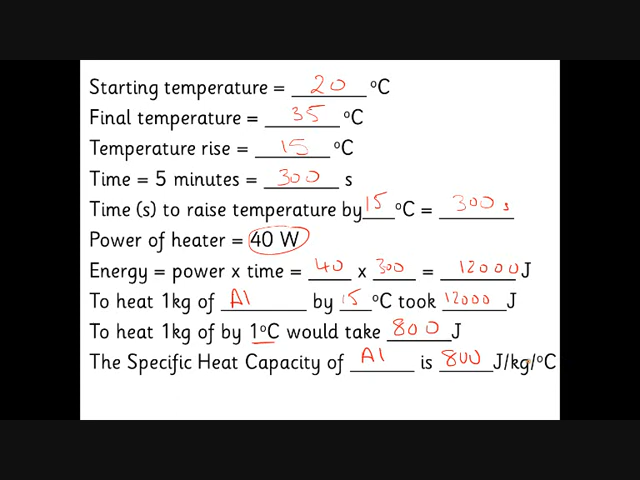 Starting temperature = 20 °C
Final temperature = 35 °C
Temperature rise = 15 °C
Time = 5 minutes = 300 s
Time (s) to raise temperature by 15 °C = 300 s
Power of heater = 40 W
Energy = power x time = 40 x 300 = 12000 J
To heat 1kg of Al by 15 °C took 12000 J
To heat 1kg of by 1°C would take 800 J
The Specific Heat Capacity of Al is 800 J/kg/°C